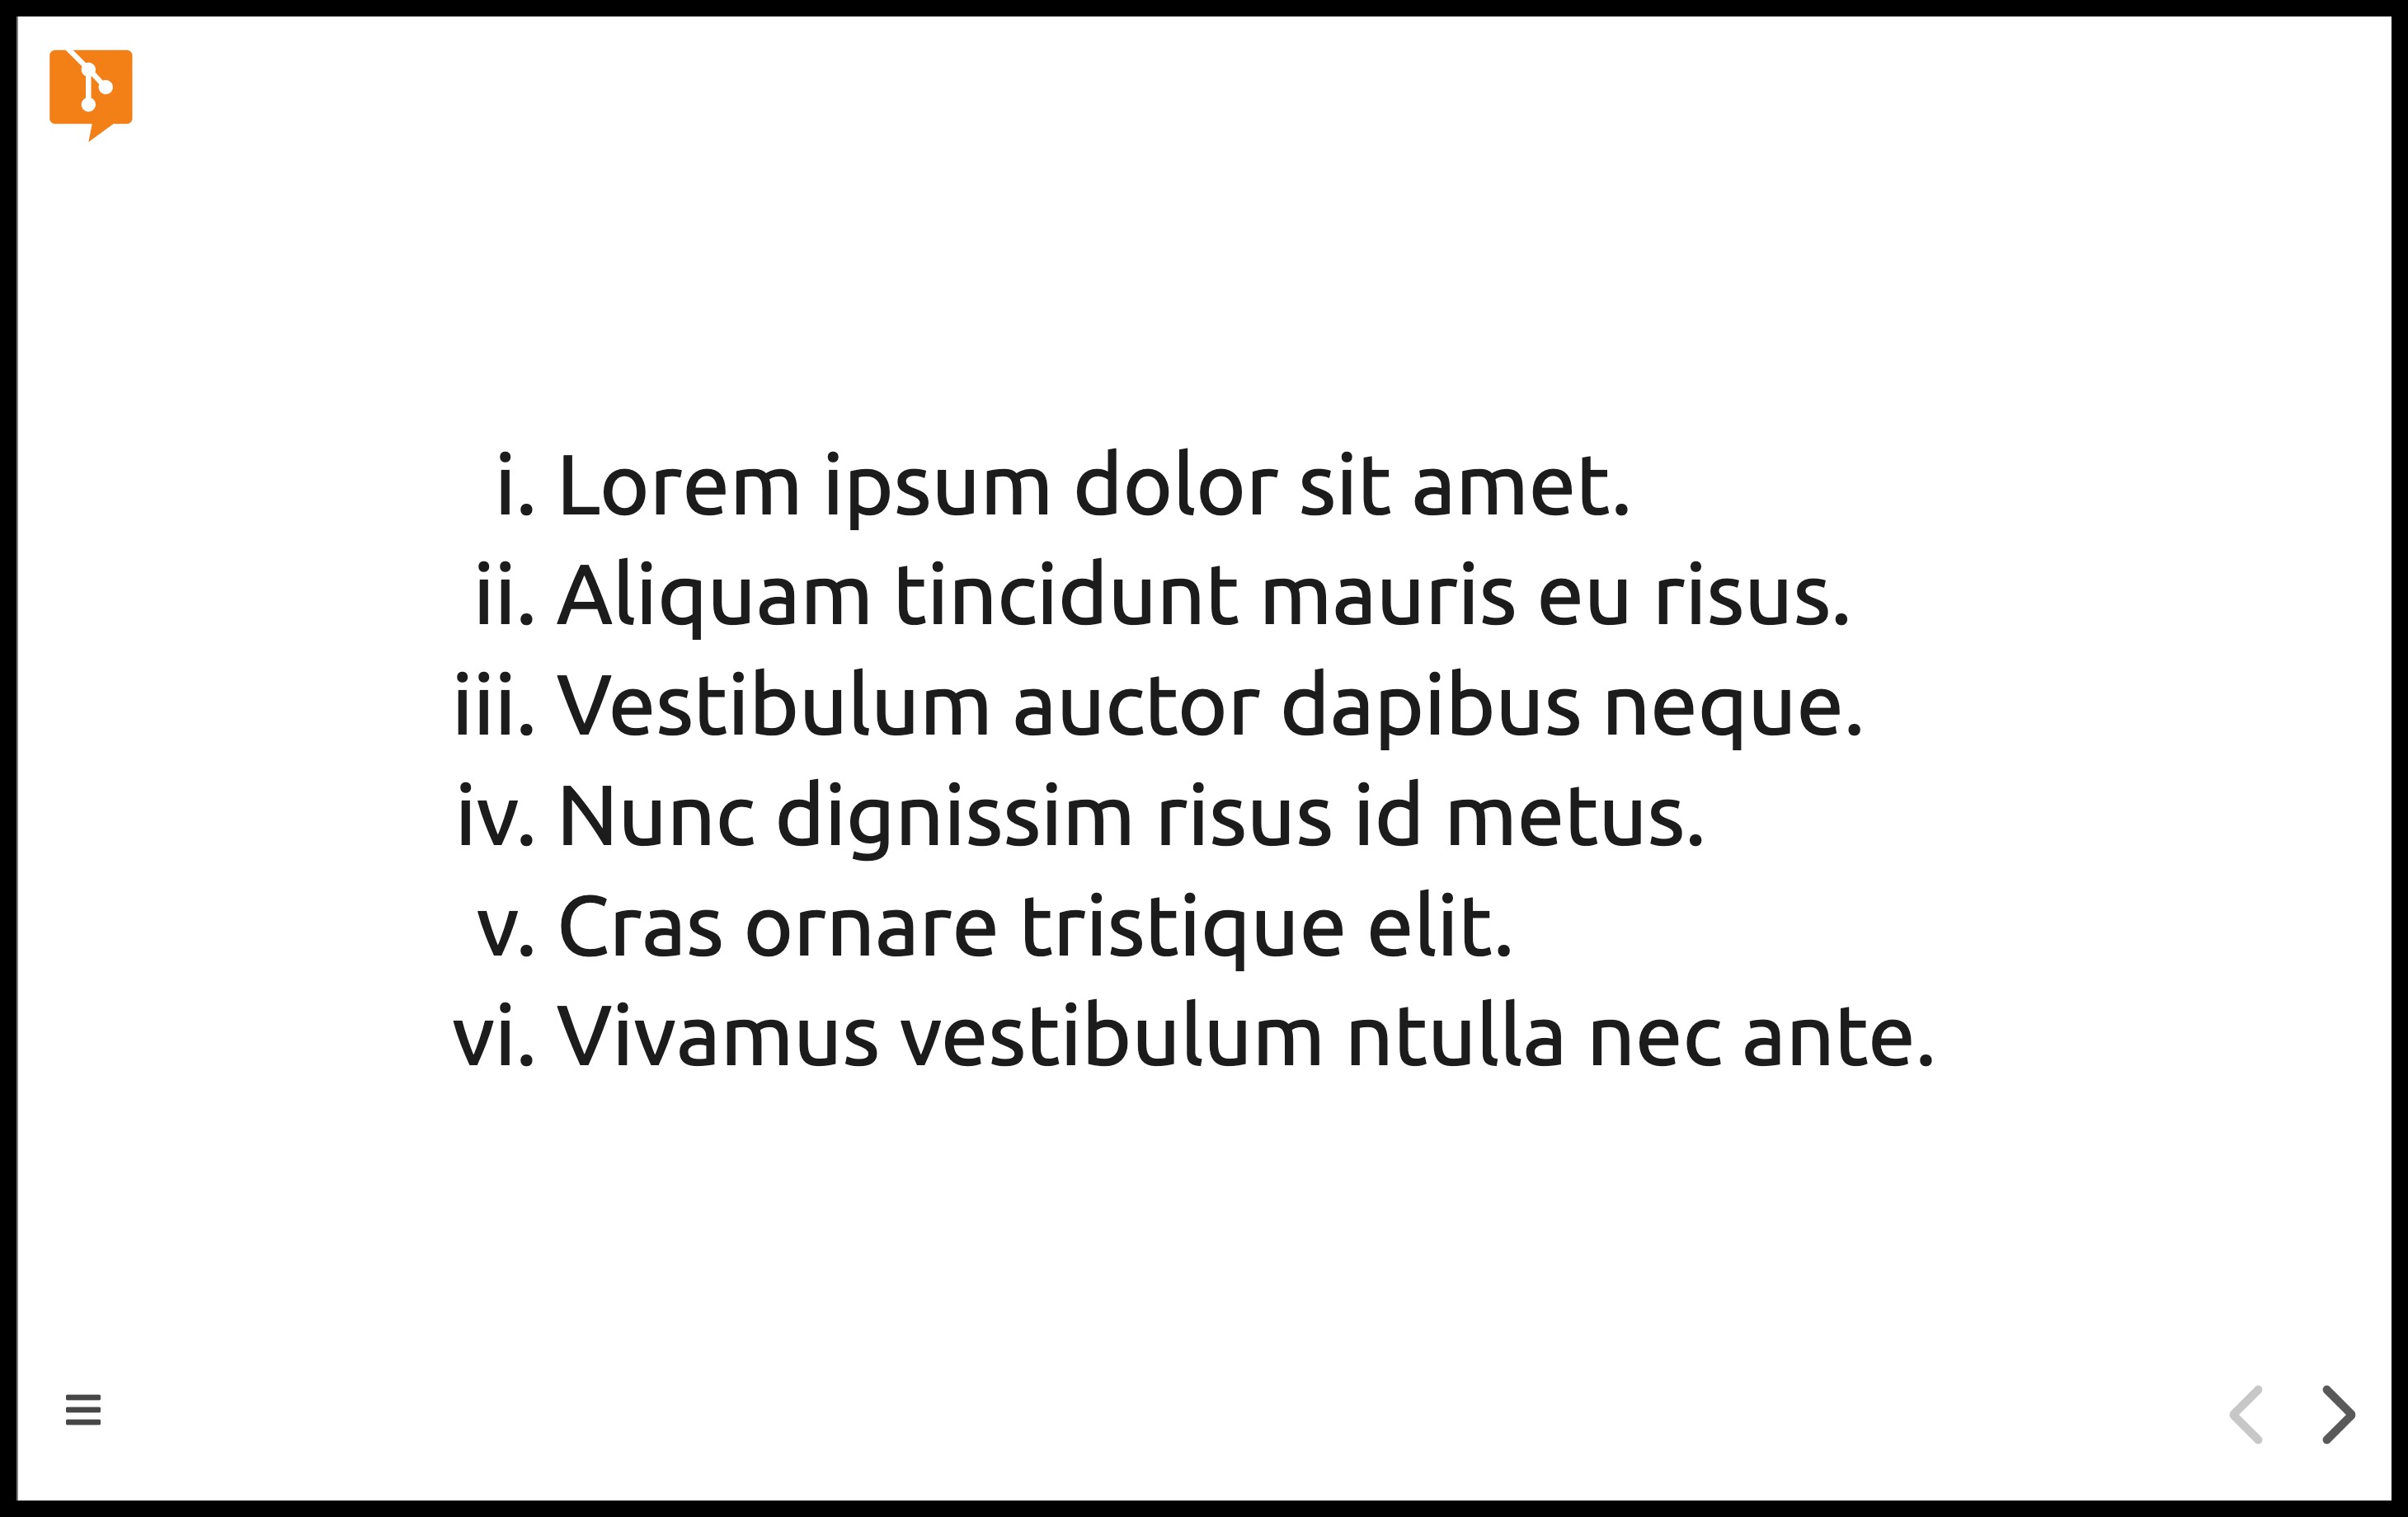 i. Lorem ipsum dolor sit amet.
ii. Aliquam tincidunt mauris eu risus.
iii. Vestibulum auctor dapibus neque.
iv. Nunc dignissim risus id metus.
v. Cras ornare tristique elit.
vi. Vivamus vestibulum ntulla nec ante.